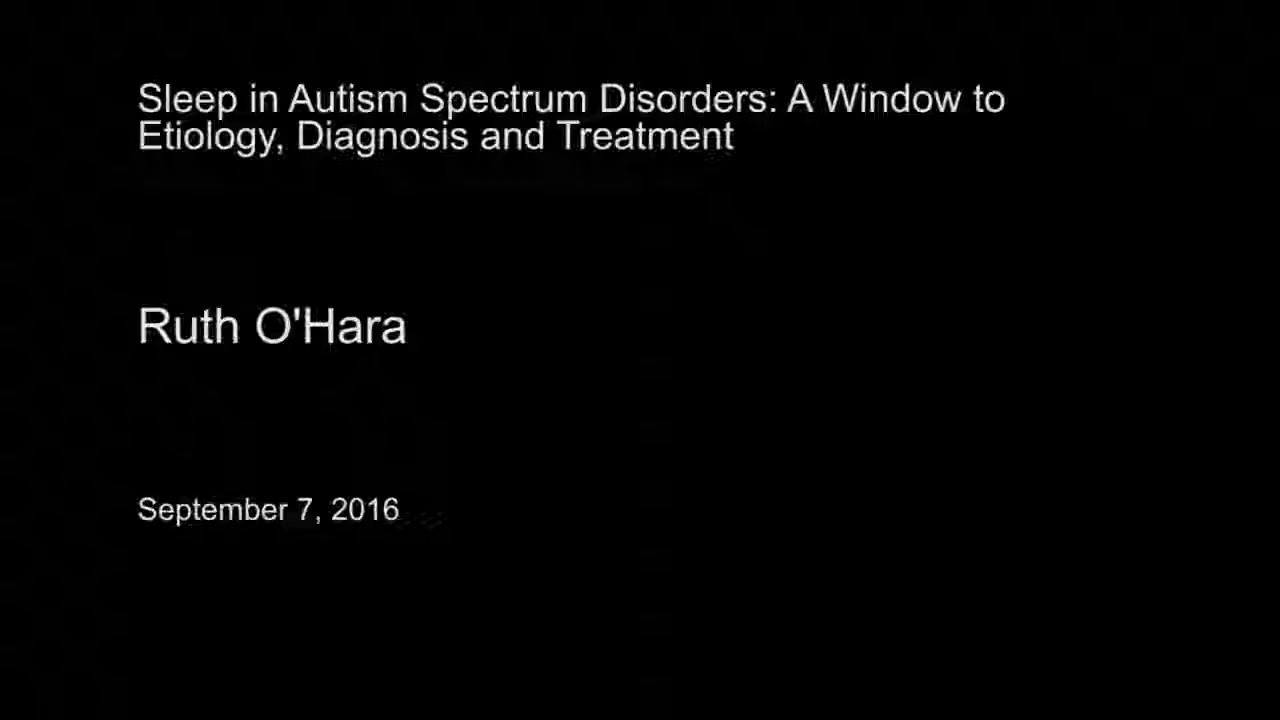 Sleep in Autism Spectrum Disorders: A Window to
Etiology, Diagnosis and Treatment
Ruth O'Hara
September 7, 2016